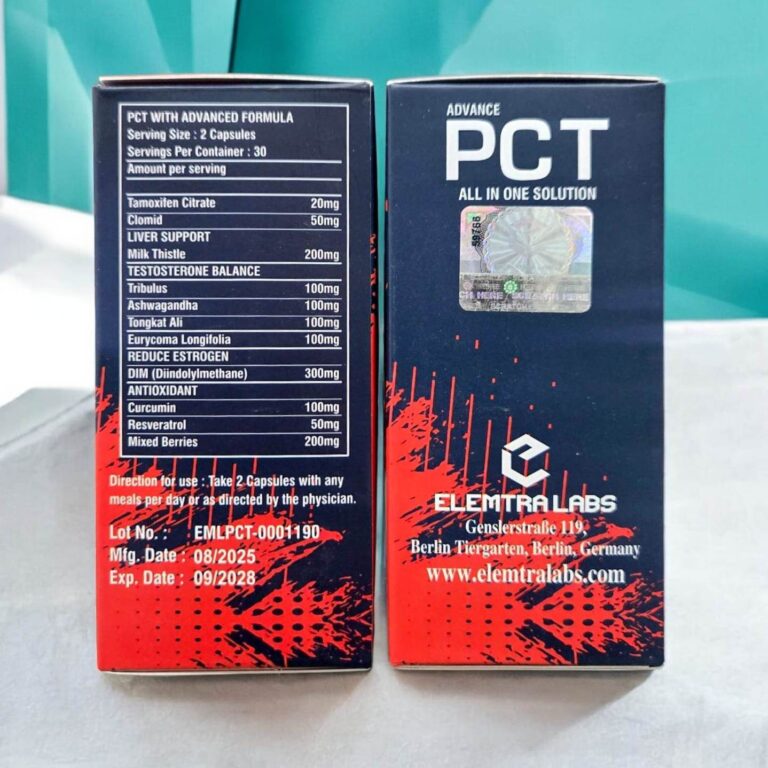 PCT WITH ADVANCED FORMULA
Serving Size : 2 Capsules
Servings Per Container : 30
Amount per serving
Tamoxifen Citrate 20mg
Clomid 50mg
LIVER SUPPORT
Milk Thistle 200mg
TESTOSTERONE BALANCE
Tribulus 100mg
Ashwagandha 100mg
Tongkat Ali 100mg
Eurycoma Longifolia 100mg
REDUCE ESTROGEN
DIM (Diindolylmethane) 300mg
ANTIOXIDANT
Curcumin 100mg
Resveratrol 50mg
Mixed Berries 200mg
Direction for use : Take 2 Capsules with any
meals per day or as directed by the physician.
Lot No. : EMLPCT-0001190
Mfg. Date : 08/2025
Exp. Date : 09/2028
ADVANCE
PCT
ALL IN ONE SOLUTION
59766
ELEMTRA LABS
Genslerstraße 119,
Berlin Tiergarten, Berlin, Germany
www.elemtralabs.com